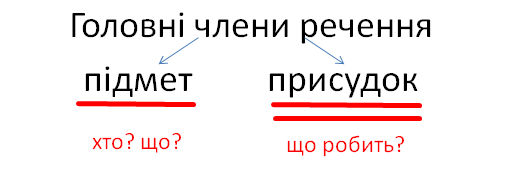 Головні члени речення
підмет присудок
хто? що? що робить?